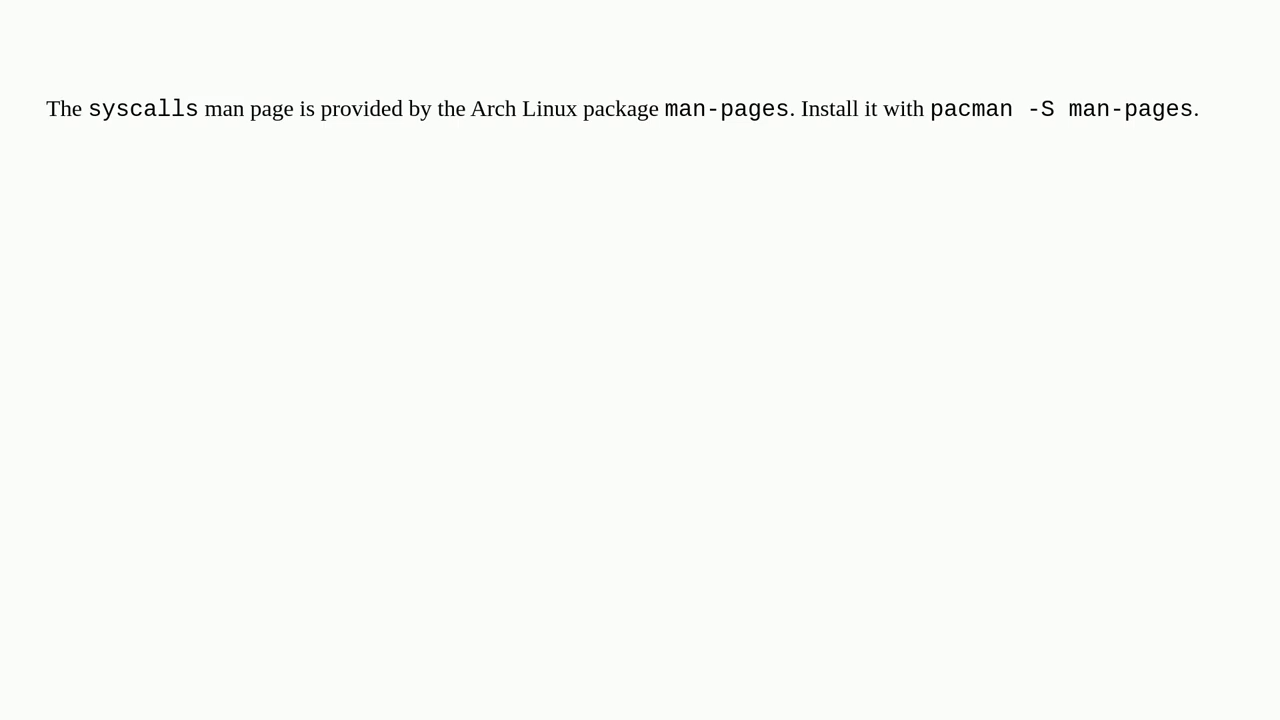 The syscalls man page is provided by the Arch Linux package man-pages. Install it with pacman -S man-pages.